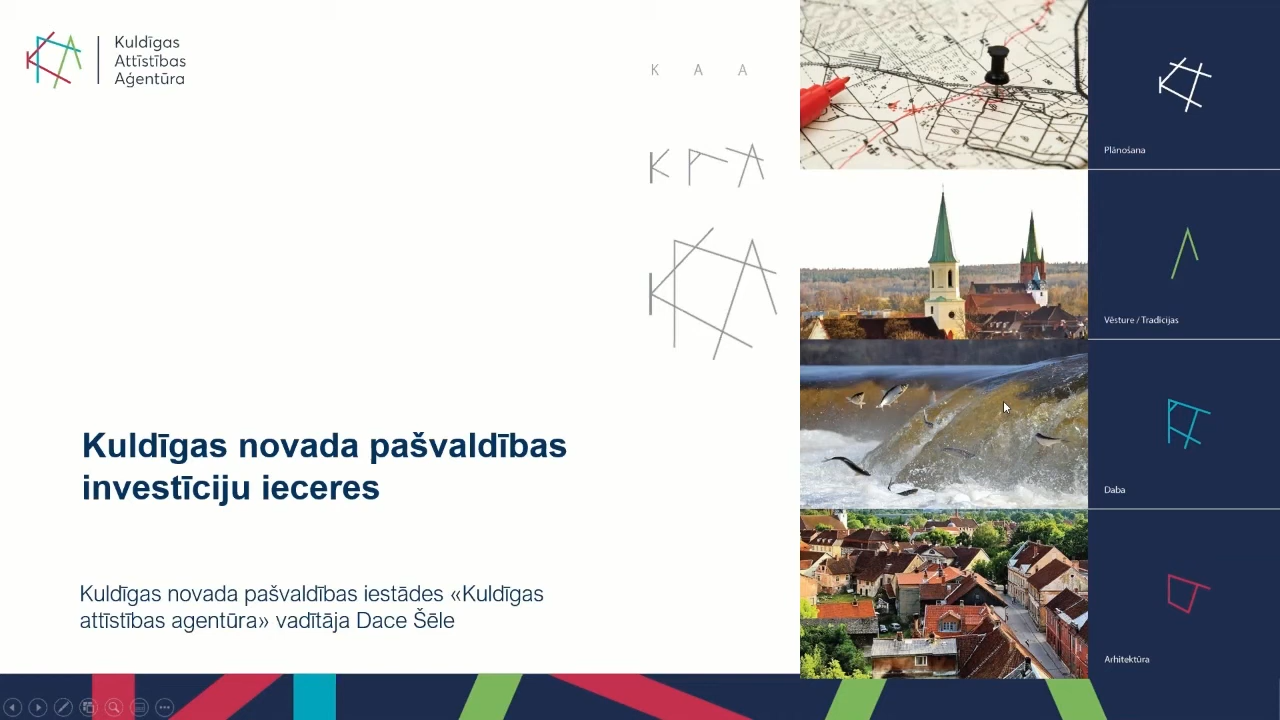 Kuldīgas
Attīstības
Aģentūra
K A A
Kuldīgas novada pašvaldības
investīciju ieceres
Kuldīgas novada pašvaldības iestādes «Kuldīgas
attīstības agentūra» vadītāja Dace Šēle
Plānošana
Vēsture / Tradīcijas
Daba
Arhitektūra